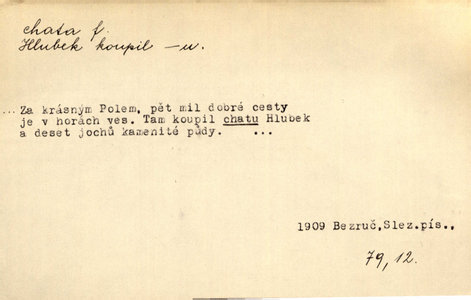 chata f.
Hlubek koupil —u.
...Za krásným Polem, pět mil dobré cesty
je v horách ves. Tam koupil chatu Hlubek
a deset jochů kamenité půdy. ...
1909 Bezruč,Slez.pís.,
79,12.